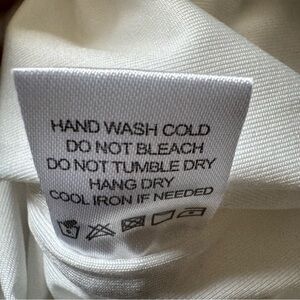 HAND WASH COLD
DO NOT BLEACH
DO NOT TUMBLE DRY
HANG DRY
COOL IRON IF NEEDED